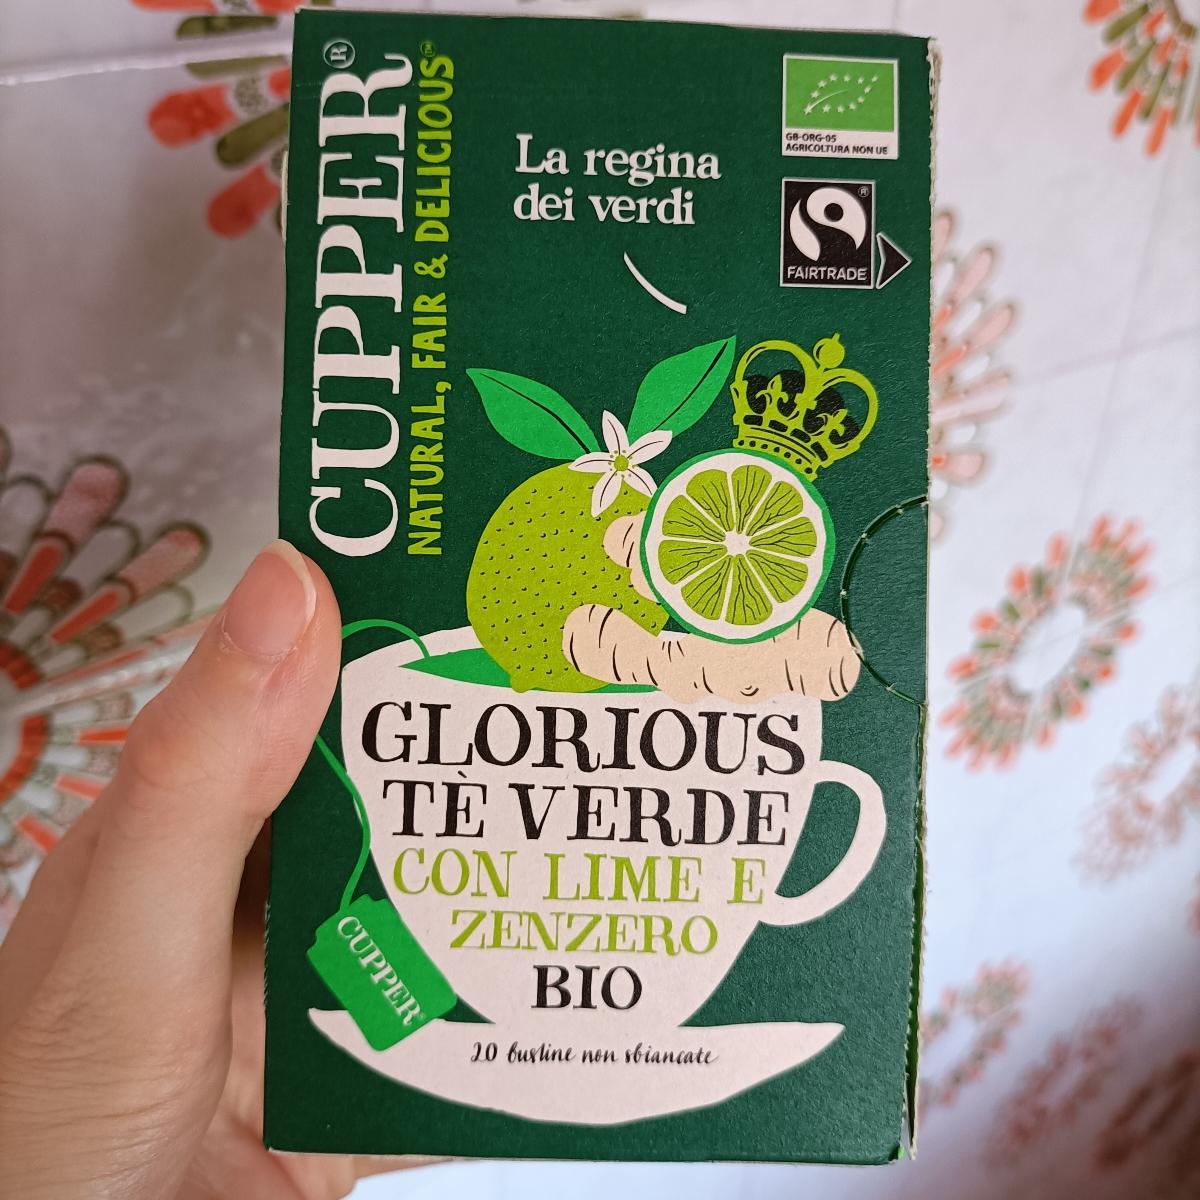 CUPPER®
NATURAL, FAIR & DELICIOUS™
La regina
dei verdi
GB-ORG-05
AGRICOLTURA NON UE
FAIRTRADE
®
GLORIOUS
TÈ VERDE
CON LIME E
ZENZERO
BIO
CUPPER®
20 bustine non sbiancate